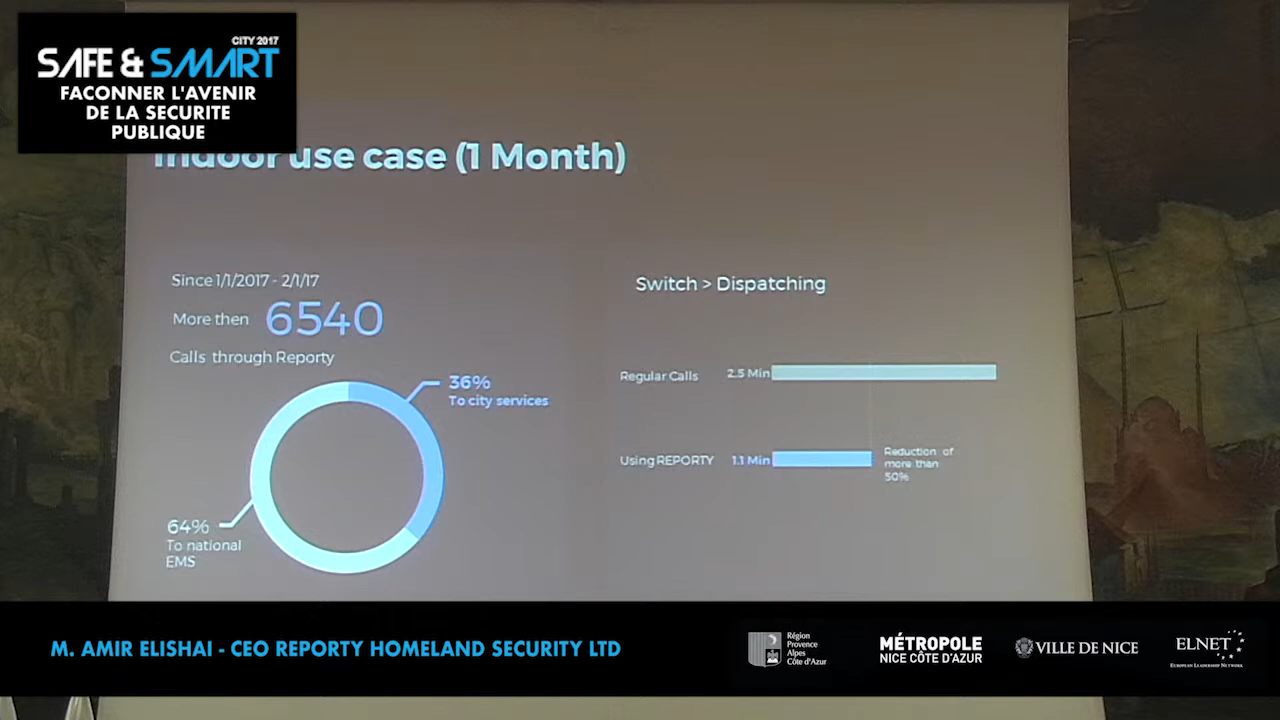 CITY 2017
SAFE & SMART
FACONNER L'AVENIR
DE LA SECURITE
PUBLIQUE
Indoor use case (1 Month)
Since 1/1/2017 - 2/1/17
More then 6540
Calls through Reporty
36%
To city services
64%
To national
EMS
Switch > Dispatching
Regular Calls 2.5 Min
Using REPORTY 1.1 Min
Reduction of
more than
50%
M. AMIR ELISHAI - CEO REPORTY HOMELAND SECURITY LTD
Région
Provence
Alpes
Côte d'Azur
MÉTROPOLE
NICE CÔTE D'AZUR
VILLE DE NICE
ELNET
EUROPEAN LEADERSHIP NETWORK